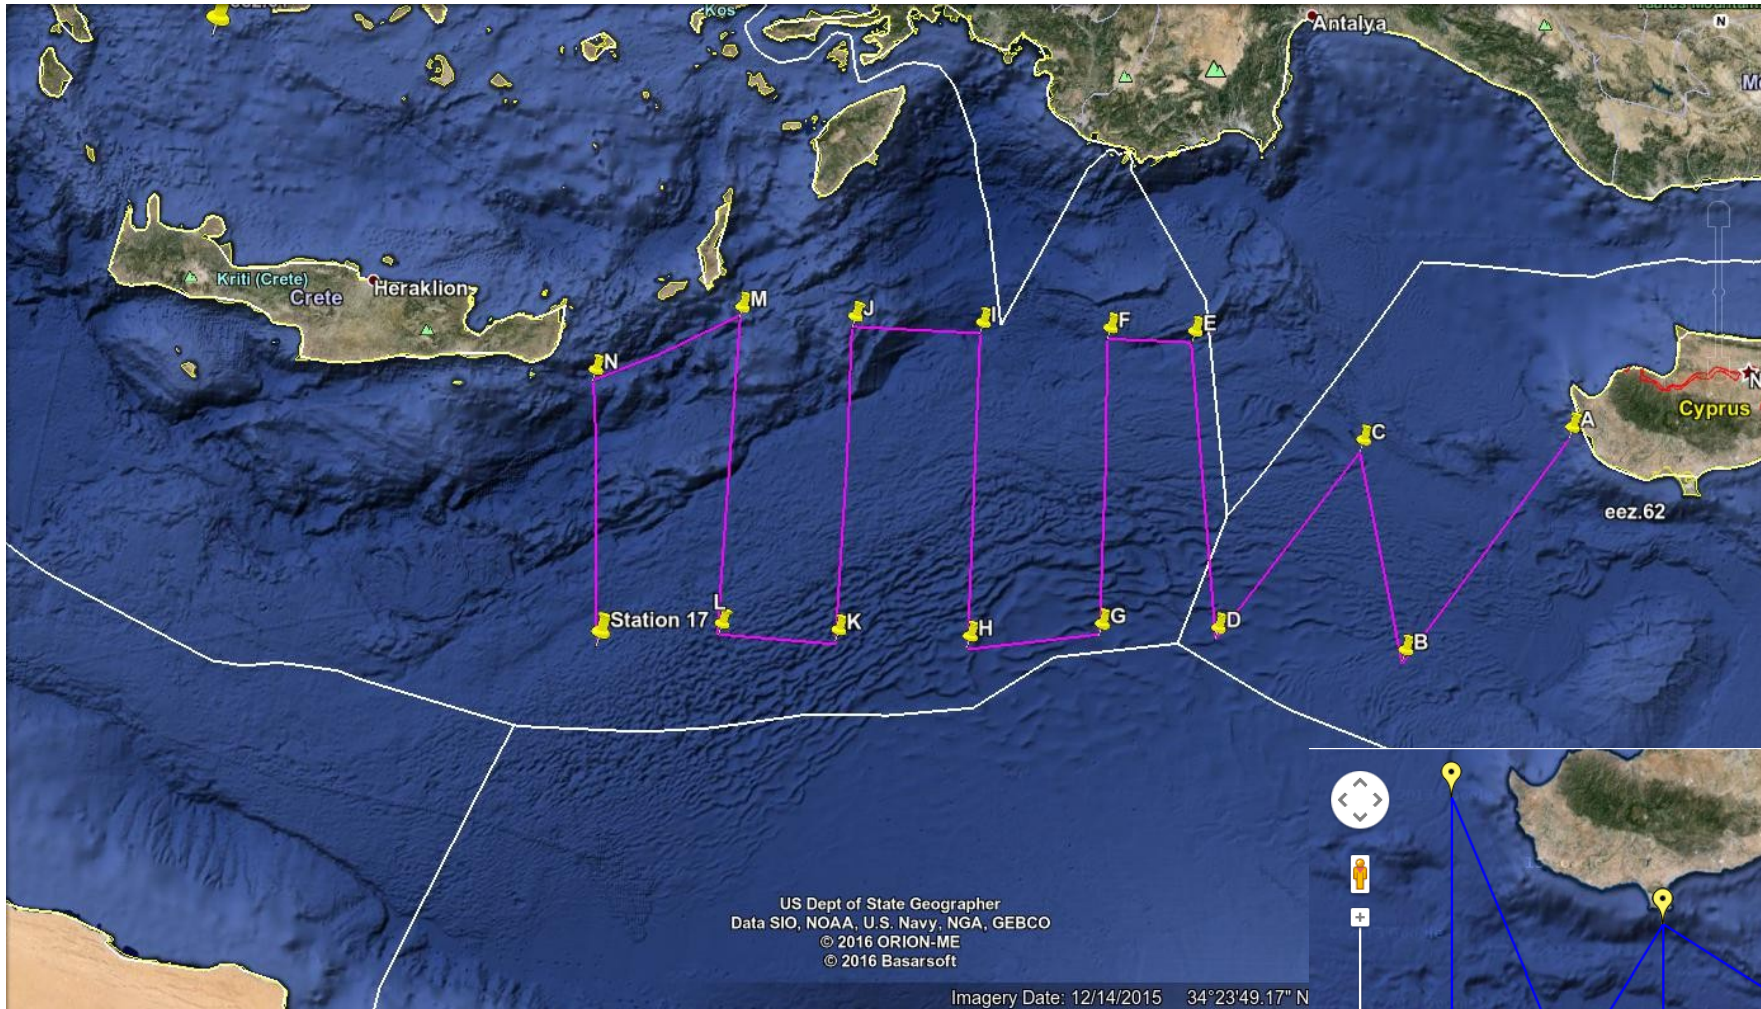 Kos
Antalya
N
Kriti (Crete)
Crete
Heraklion
M
J
I
F
E
N
C
A
Cyprus
N
eez.62
Station 17
L
K
H
G
D
B
US Dept of State Geographer
Data SIO, NOAA, U.S. Navy, NGA, GEBCO
© 2016 ORION-ME
© 2016 Basarsoft
Imagery Date: 12/14/2015 34°23'49.17" N